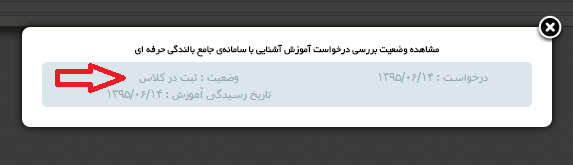 مشاهده وضعیت بررسی درخواست آموزش آشنایی با سامانه‌ی جامع بالندگی حرفه ای
درخواست : ۱۳۹۵/۰۶/۱۴ وضعیت : ثبت در کلاس
تاریخ رسیدگی آموزش : ۱۳۹۵/۰۶/۱۴